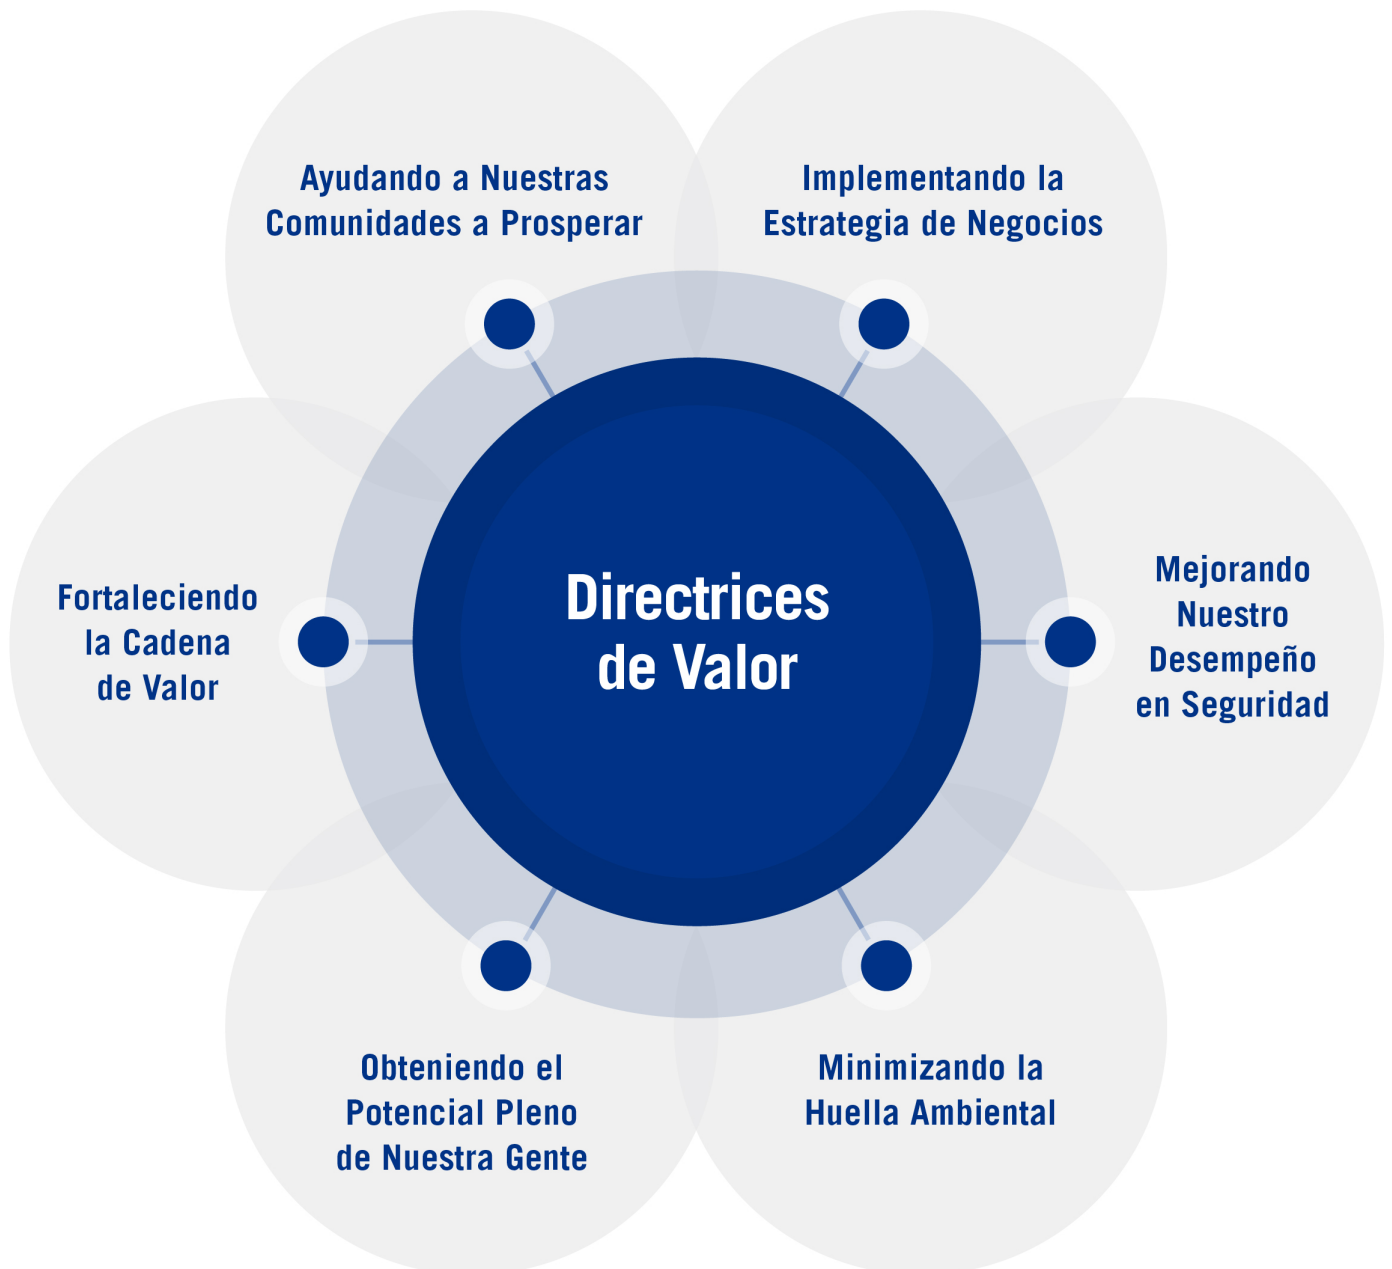 Ayudando a Nuestras
Comunidades a Prosperar
Implementando la
Estrategia de Negocios
Fortaleciendo
la Cadena
de Valor
Directrices
de Valor
Mejorando
Nuestro
Desempeño
en Seguridad
Obteniendo el
Potencial Pleno
de Nuestra Gente
Minimizando la
Huella Ambiental